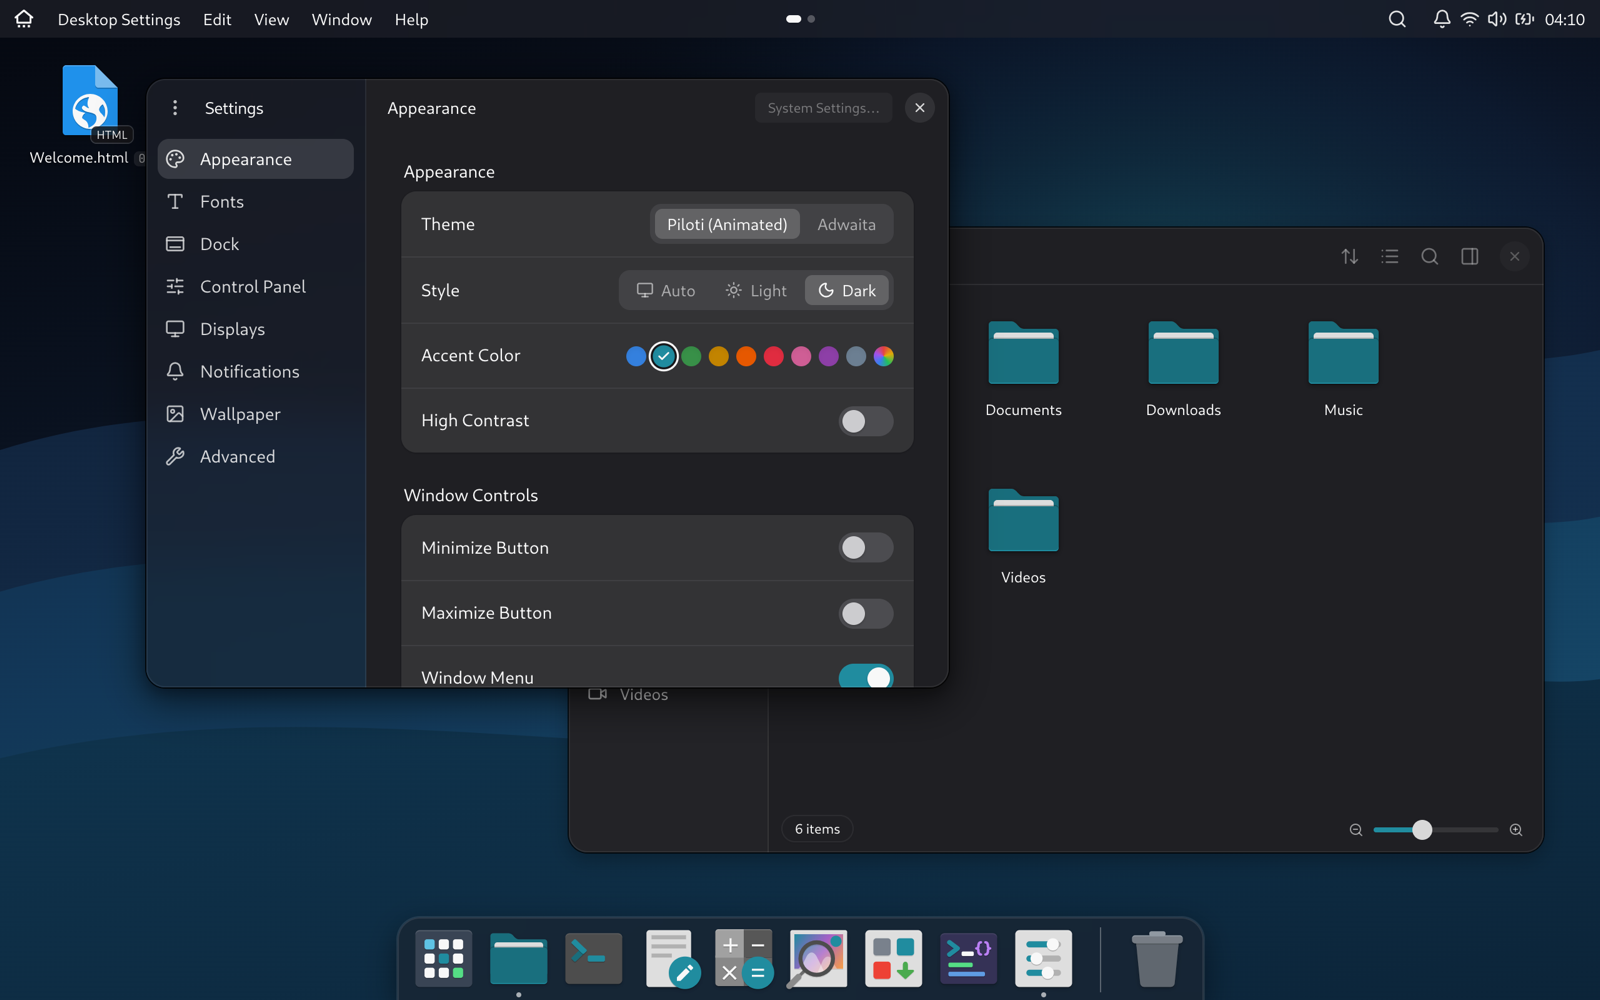 Desktop Settings Edit View Window Help 04:10
HTML
Welcome.html
Settings
Appearance
Fonts
Dock
Control Panel
Displays
Notifications
Wallpaper
Advanced
Appearance System Settings...
Appearance
Theme Piloti (Animated) Adwaita
Style Auto Light Dark
Accent Color
High Contrast
Window Controls
Minimize Button
Maximize Button
Window Menu
Documents Downloads Music
Videos
Videos
6 items